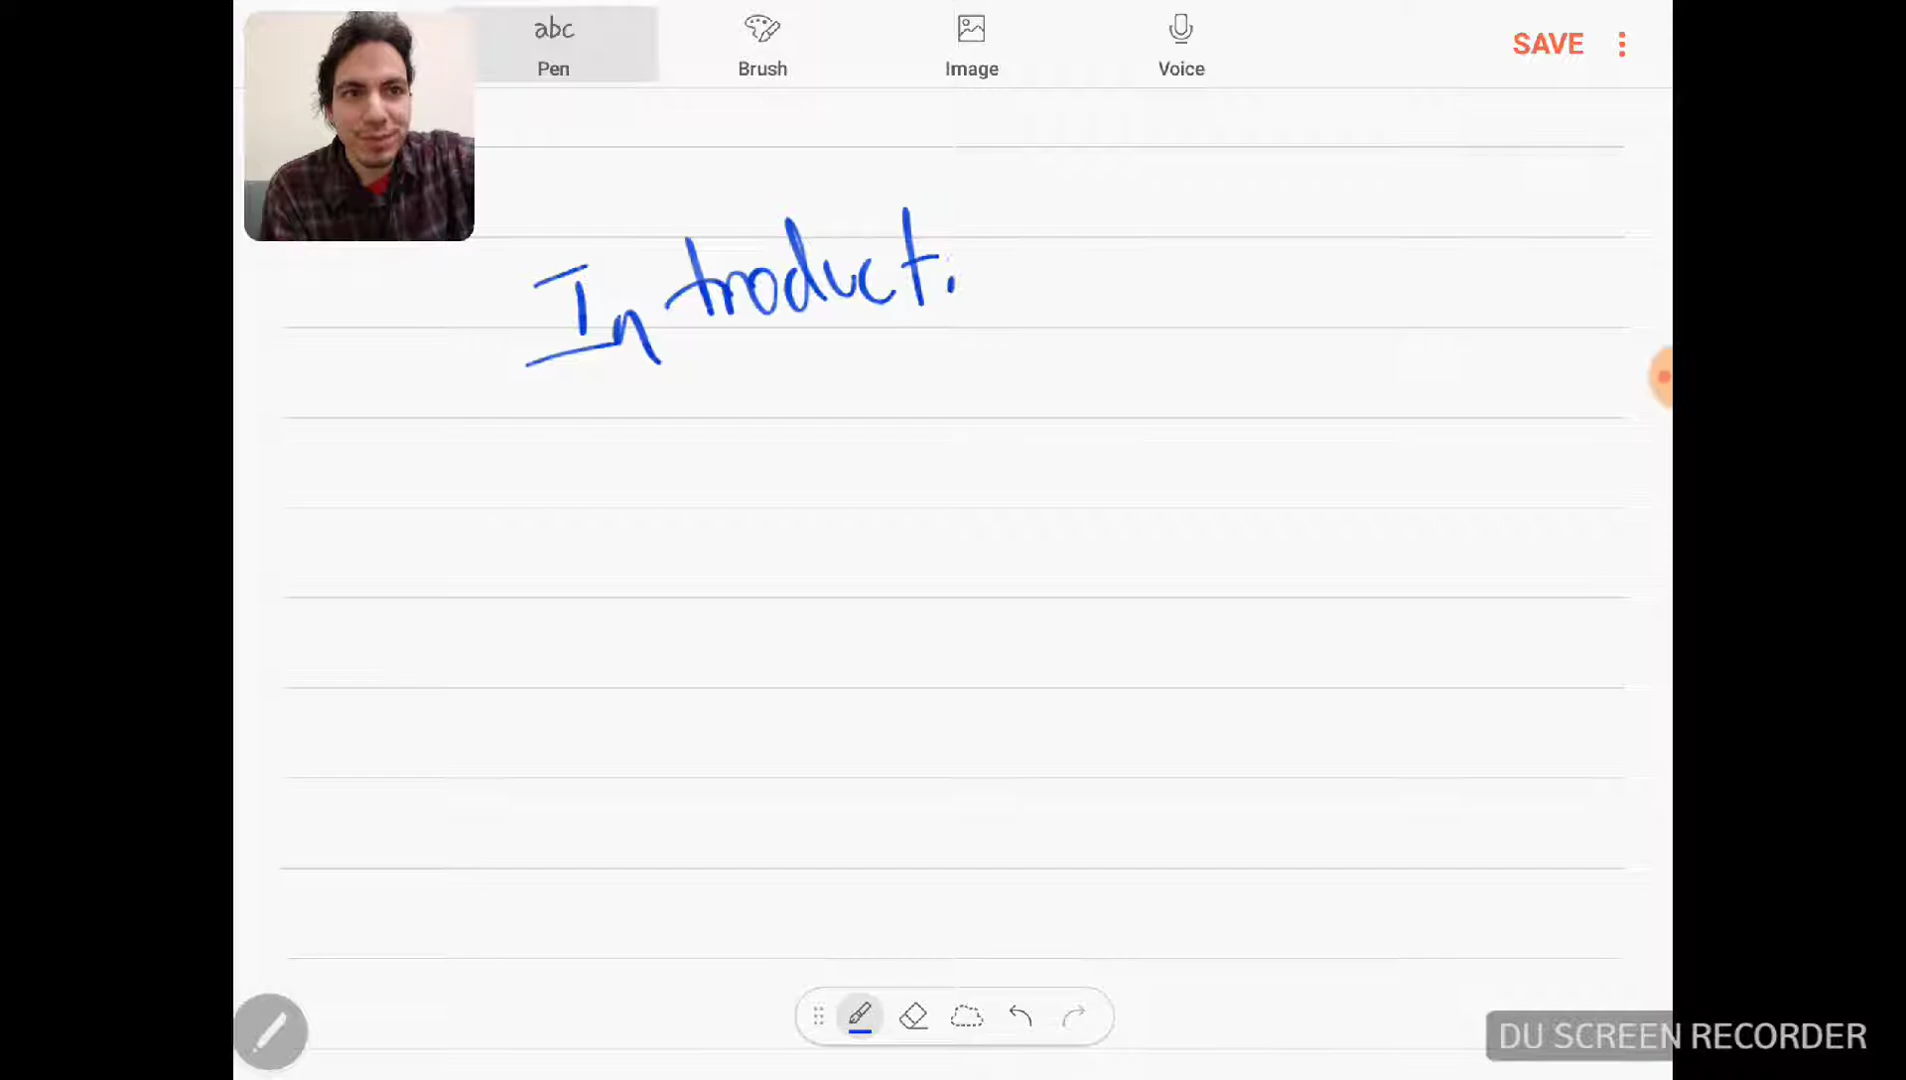 abc
Pen
Brush
Image
Voice
SAVE
Introducti
DU SCREEN RECORDER